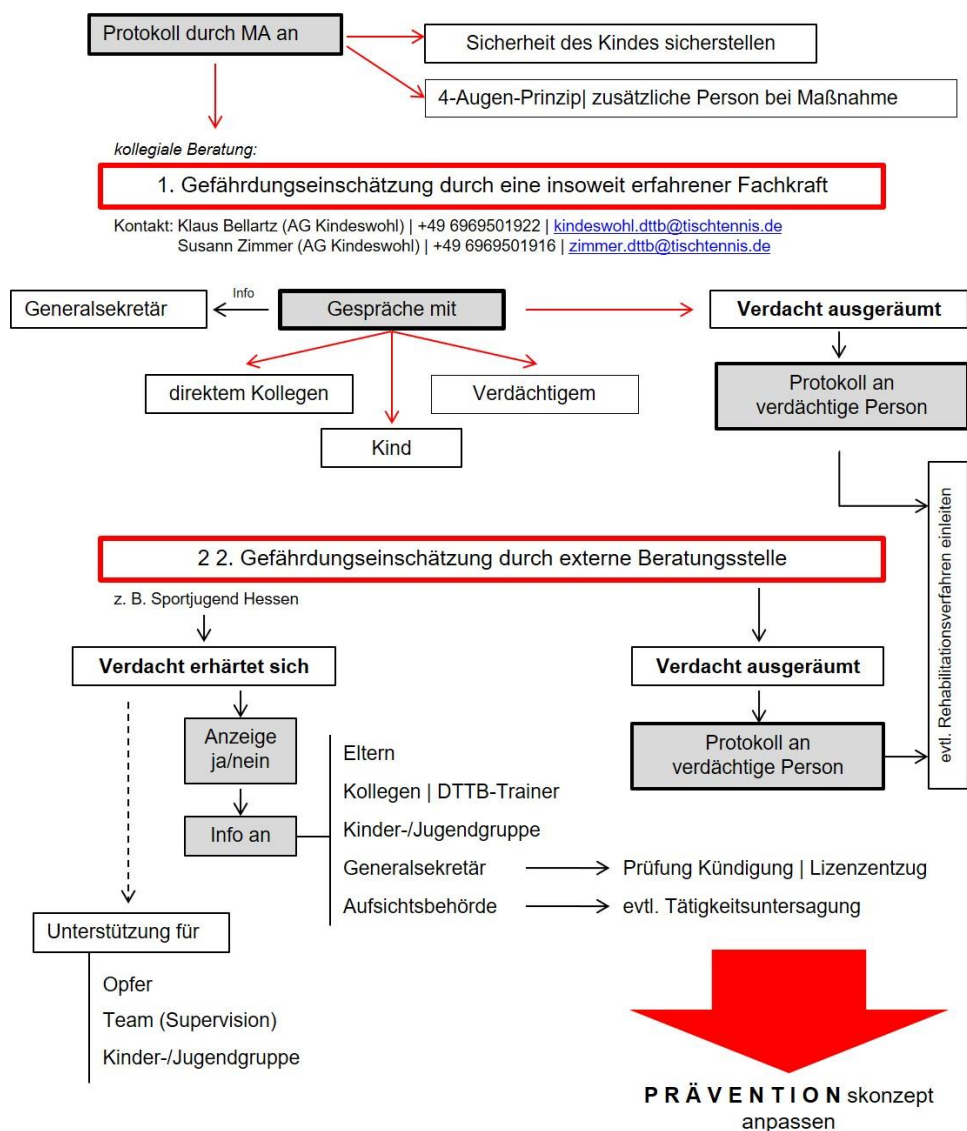 Protokoll durch MA an
Sicherheit des Kindes sicherstellen
4-Augen-Prinzip| zusätzliche Person bei Maßnahme
kollegiale Beratung:
1. Gefährdungseinschätzung durch eine insoweit erfahrener Fachkraft
Kontakt: Klaus Bellartz (AG Kindeswohl) | +49 6969501922 | kindeswohl.dttb@tischtennis.de
Susann Zimmer (AG Kindeswohl) | +49 6969501916 | zimmer.dttb@tischtennis.de
Generalsekretär
Info
Gespräche mit
Verdacht ausgeräumt
direktem Kollegen
Verdächtigem
Protokoll an
verdächtige Person
Kind
evtl. Rehabilitationsverfahren einleiten
2 2. Gefährdungseinschätzung durch externe Beratungsstelle
z. B. Sportjugend Hessen
Verdacht erhärtet sich
Verdacht ausgeräumt
Anzeige
ja/nein
Protokoll an
verdächtige Person
Info an
Eltern
Kollegen | DTTB-Trainer
Kinder-/Jugendgruppe
Generalsekretär
Prüfung Kündigung | Lizenzentzug
Aufsichtsbehörde
evtl. Tätigkeitsuntersagung
Unterstützung für
Opfer
Team (Supervision)
Kinder-/Jugendgruppe
P R Ä V E N T I O N skonzept
anpassen